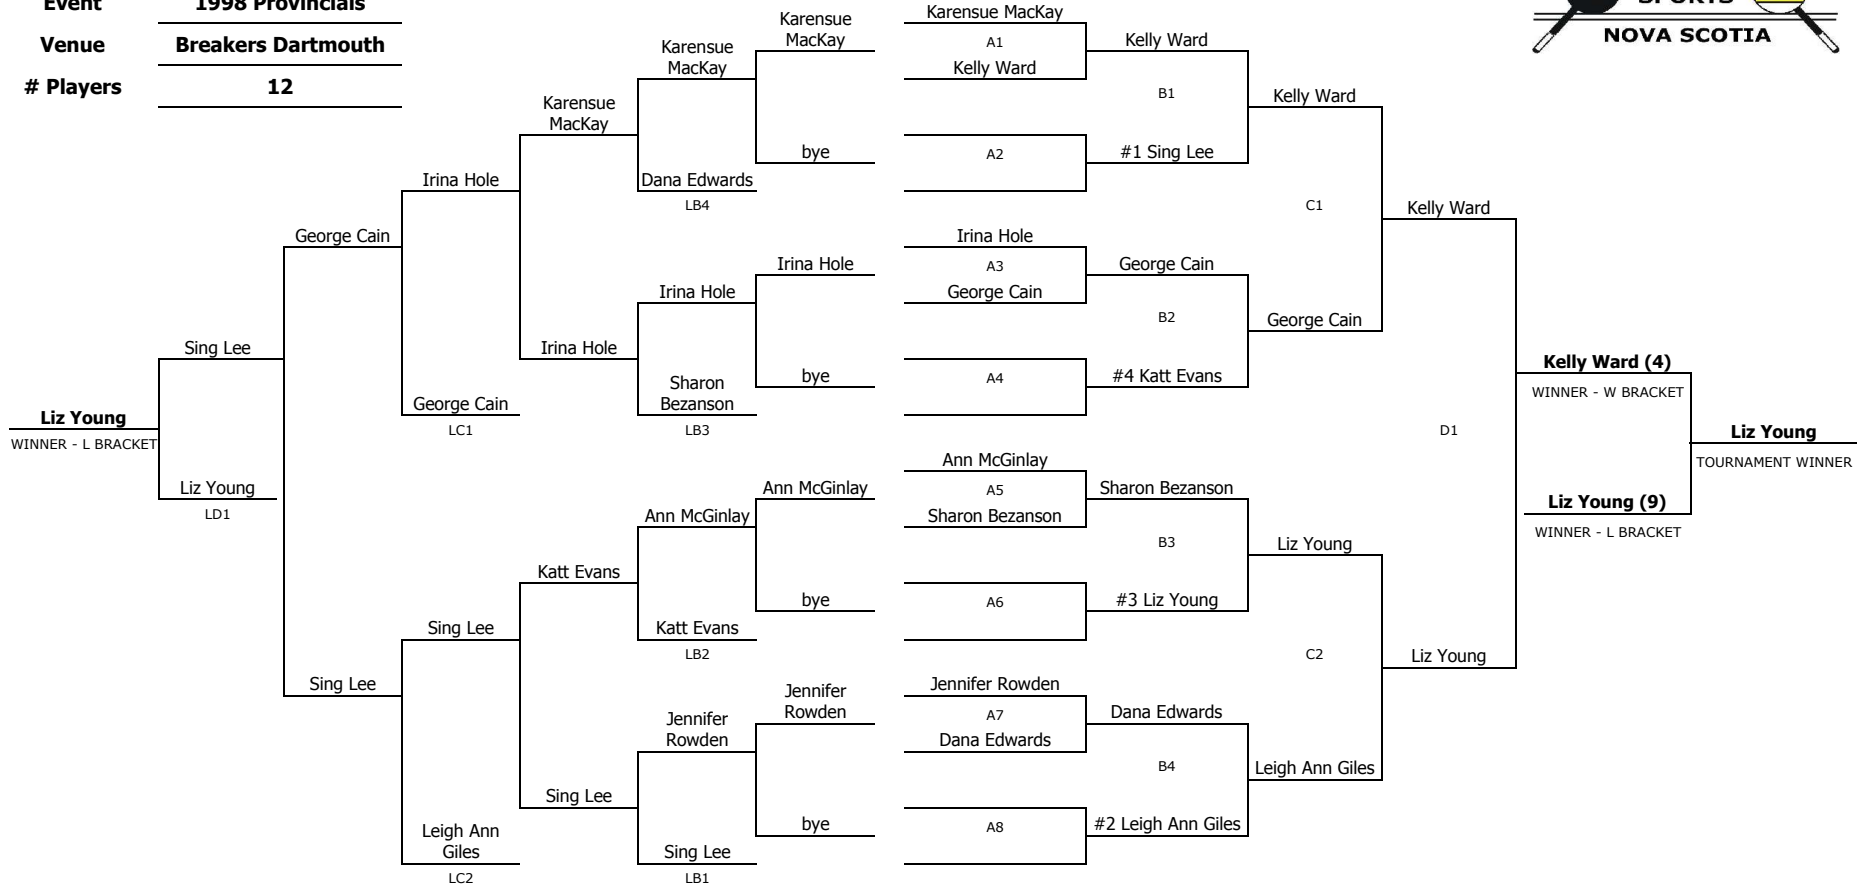 Event
1998 Provincials
Venue
Breakers Dartmouth
# Players
12
SPORTS
NOVA SCOTIA
Liz Young
WINNER - L BRACKET
Sing Lee
Liz Young
LD1
George Cain
Sing Lee
Irina Hole
George Cain
LC1
Sing Lee
Leigh Ann
Giles
LC2
Karensue
MacKay
Irina Hole
Katt Evans
Sing Lee
Karensue
MacKay
Dana Edwards
LB4
Irina Hole
Sharon
Bezanson
LB3
Ann McGinlay
Katt Evans
LB2
Jennifer
Rowden
Sing Lee
LB1
Karensue
MacKay
bye
Irina Hole
bye
Ann McGinlay
bye
Jennifer
Rowden
bye
Karensue MacKay
A1
Kelly Ward
A2
Irina Hole
A3
George Cain
A4
Ann McGinlay
A5
Sharon Bezanson
A6
Jennifer Rowden
A7
Dana Edwards
A8
Kelly Ward
B1
#1 Sing Lee
George Cain
B2
#4 Katt Evans
Sharon Bezanson
B3
#3 Liz Young
Dana Edwards
B4
#2 Leigh Ann Giles
Kelly Ward
C1
George Cain
Liz Young
C2
Leigh Ann Giles
Kelly Ward
D1
Liz Young
Kelly Ward (4)
WINNER - W BRACKET
Liz Young (9)
WINNER - L BRACKET
Liz Young
TOURNAMENT WINNER